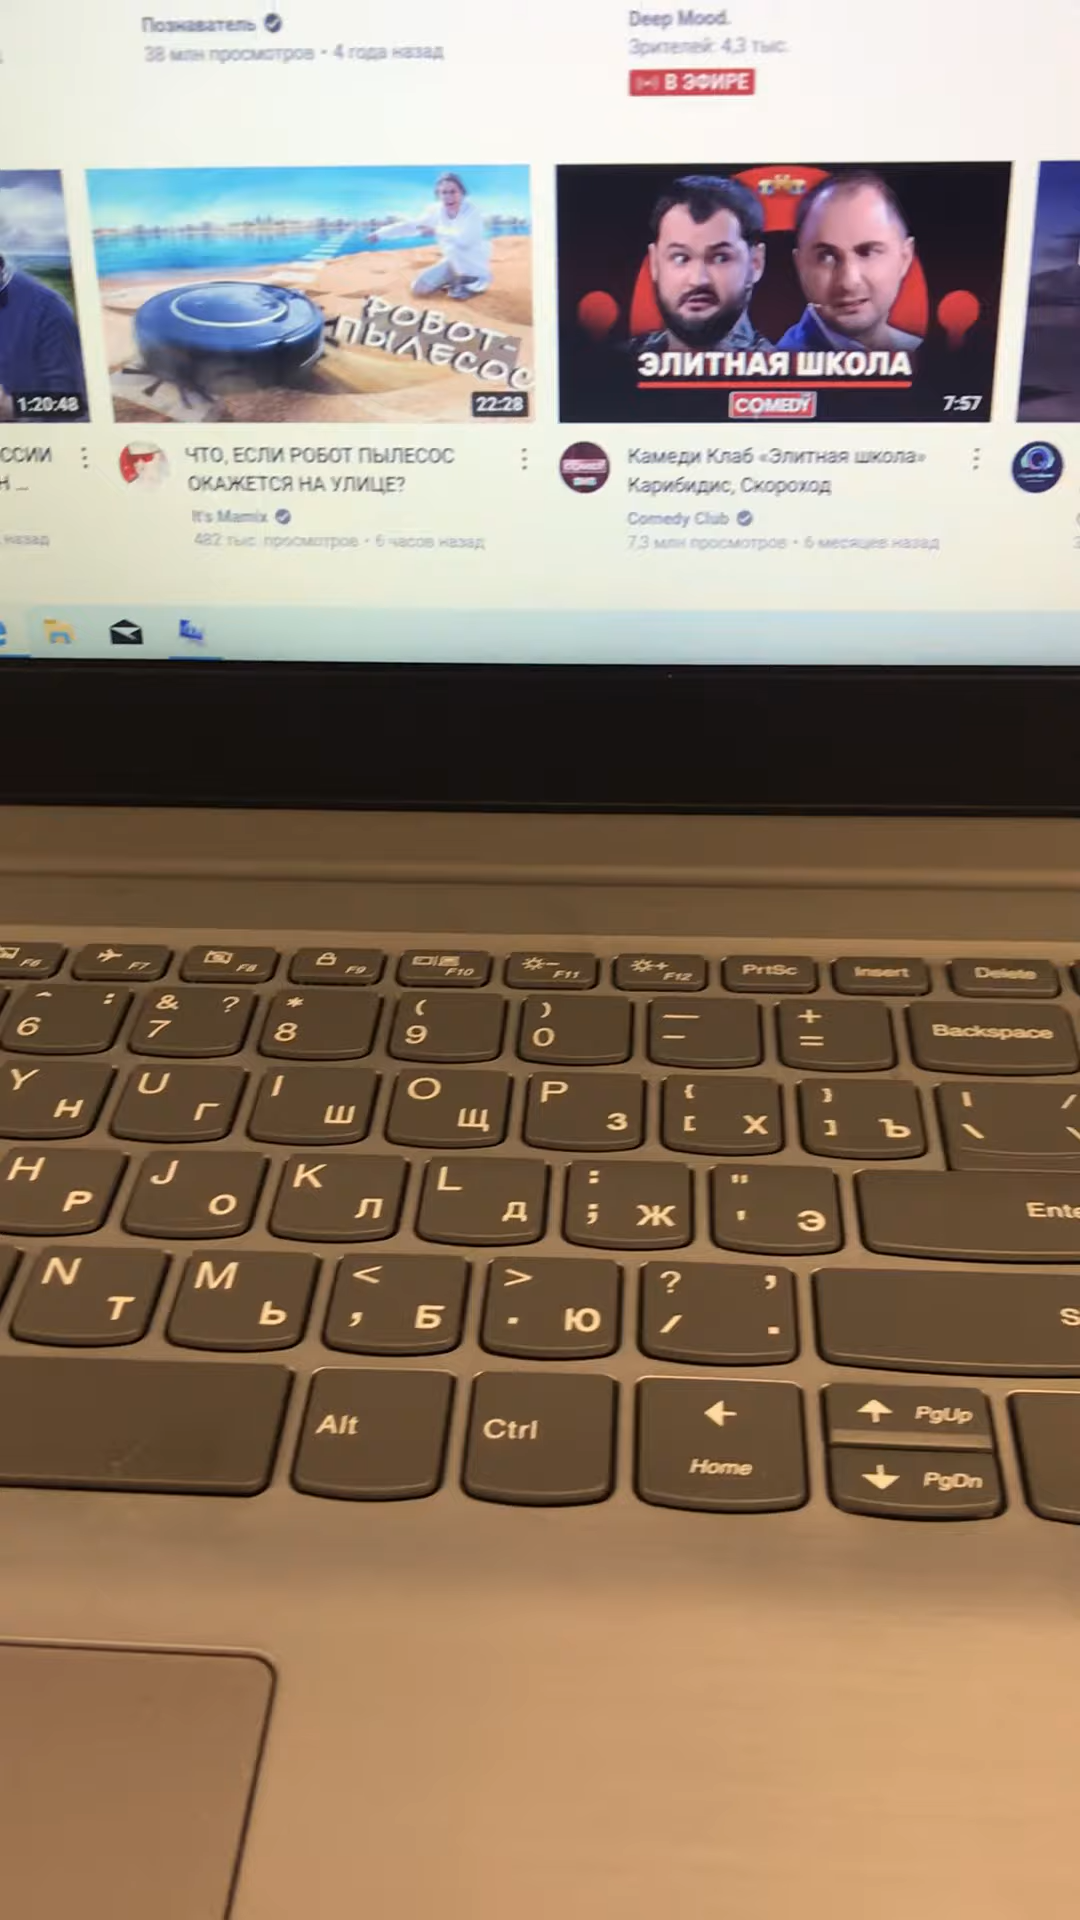 Познаватель
38 млн просмотров • 4 года назад
Deep Mood.
Зрителей: 4,3 тыс.
В ЭФИРЕ
1:20:48
РОБОТ-
ПЫЛЕСОС
22:28
ТНТ
ЭЛИТНАЯ ШКОЛА
COMEDY
7:57
ССИИ
Н ...
назад
ЧТО, ЕСЛИ РОБОТ ПЫЛЕСОС
ОКАЖЕТСЯ НА УЛИЦЕ?
It's Mamix
482 тыс. просмотров • 6 часов назад
Камеди Клаб «Элитная школа»
Карибидис, Скороход
Comedy Club
7,3 млн просмотров • 6 месяцев назад
F6 F7 F8 F9 F10 F11 F12 PrtSc Insert Delete
^ : & ? * ( ) — +
6 7 8 9 0 - = Backspace
Y U I O P { } | /
Н Г Ш Щ З [ Х ] Ъ \ \
H J K L : "
Р О Л Д ; Ж ' Э Ente
N M < > ? ,
Т Ь , Б . Ю / . S
Alt Ctrl ← Home ↑ PgUp
↓ PgDn